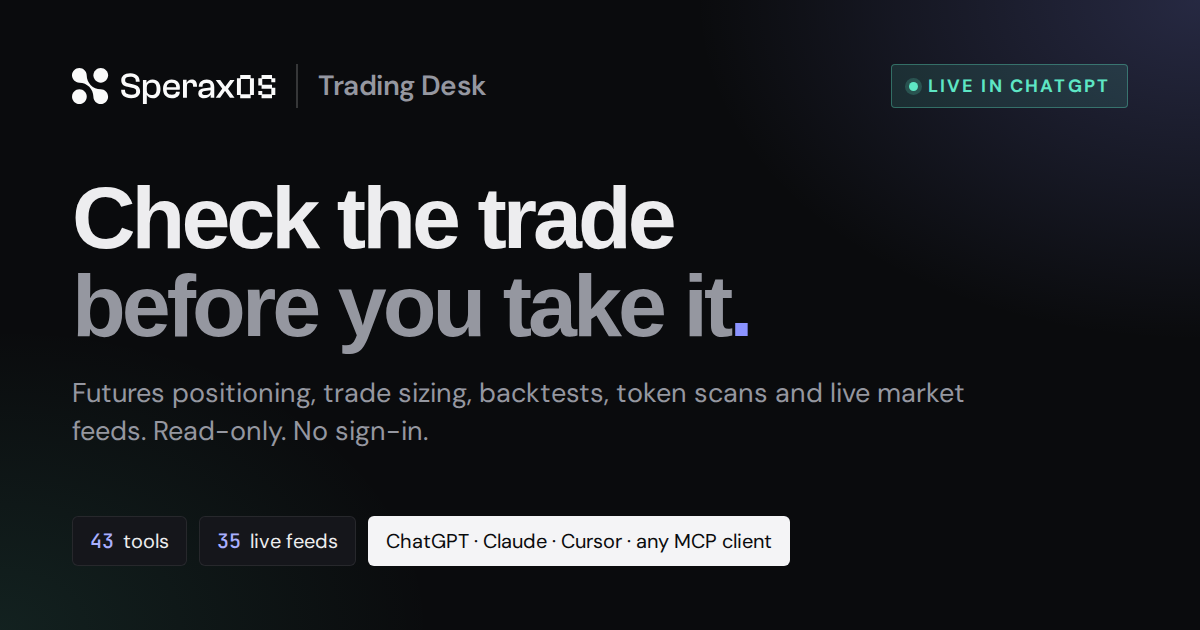 SperaxOS
Trading Desk
LIVE IN CHATGPT
Check the trade
before you take it.
Futures positioning, trade sizing, backtests, token scans and live market
feeds. Read-only. No sign-in.
43 tools
35 live feeds
ChatGPT · Claude · Cursor · any MCP client